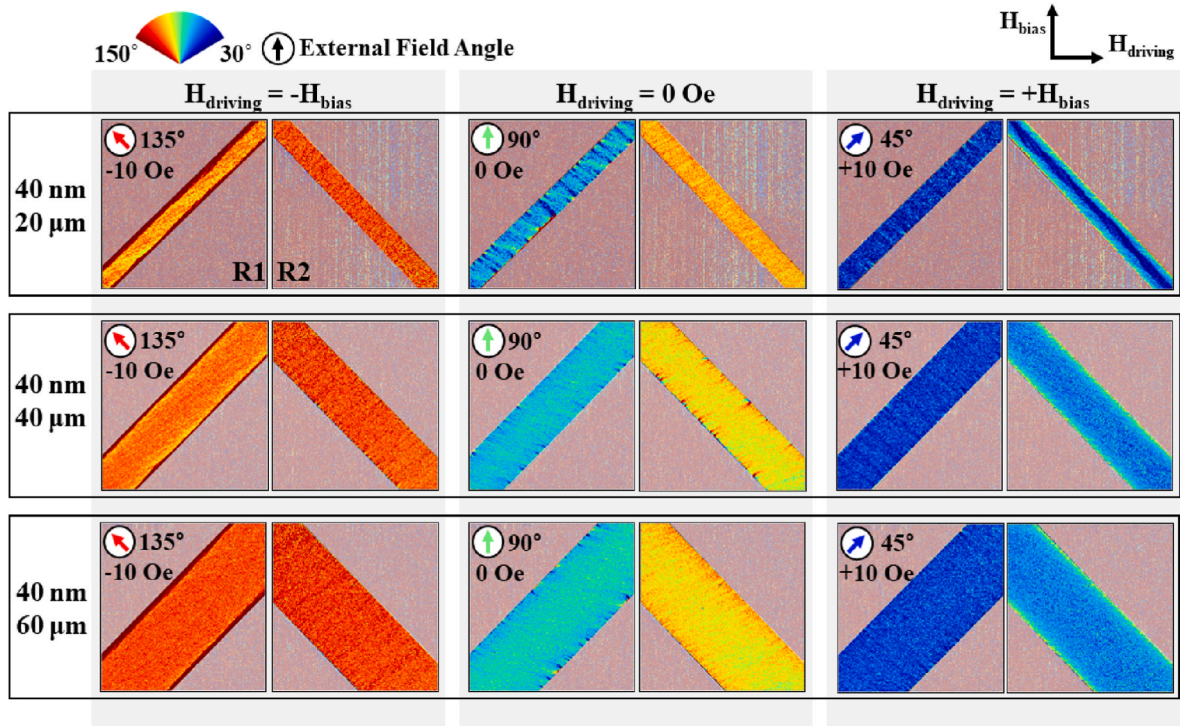 150° 30° External Field Angle
H_bias
H_driving
H_driving = -H_bias H_driving = 0 Oe H_driving = +H_bias
40 nm
20 μm
135°
-10 Oe
R1 R2
90°
0 Oe
45°
+10 Oe
40 nm
40 μm
135°
-10 Oe
90°
0 Oe
45°
+10 Oe
40 nm
60 μm
135°
-10 Oe
90°
0 Oe
45°
+10 Oe